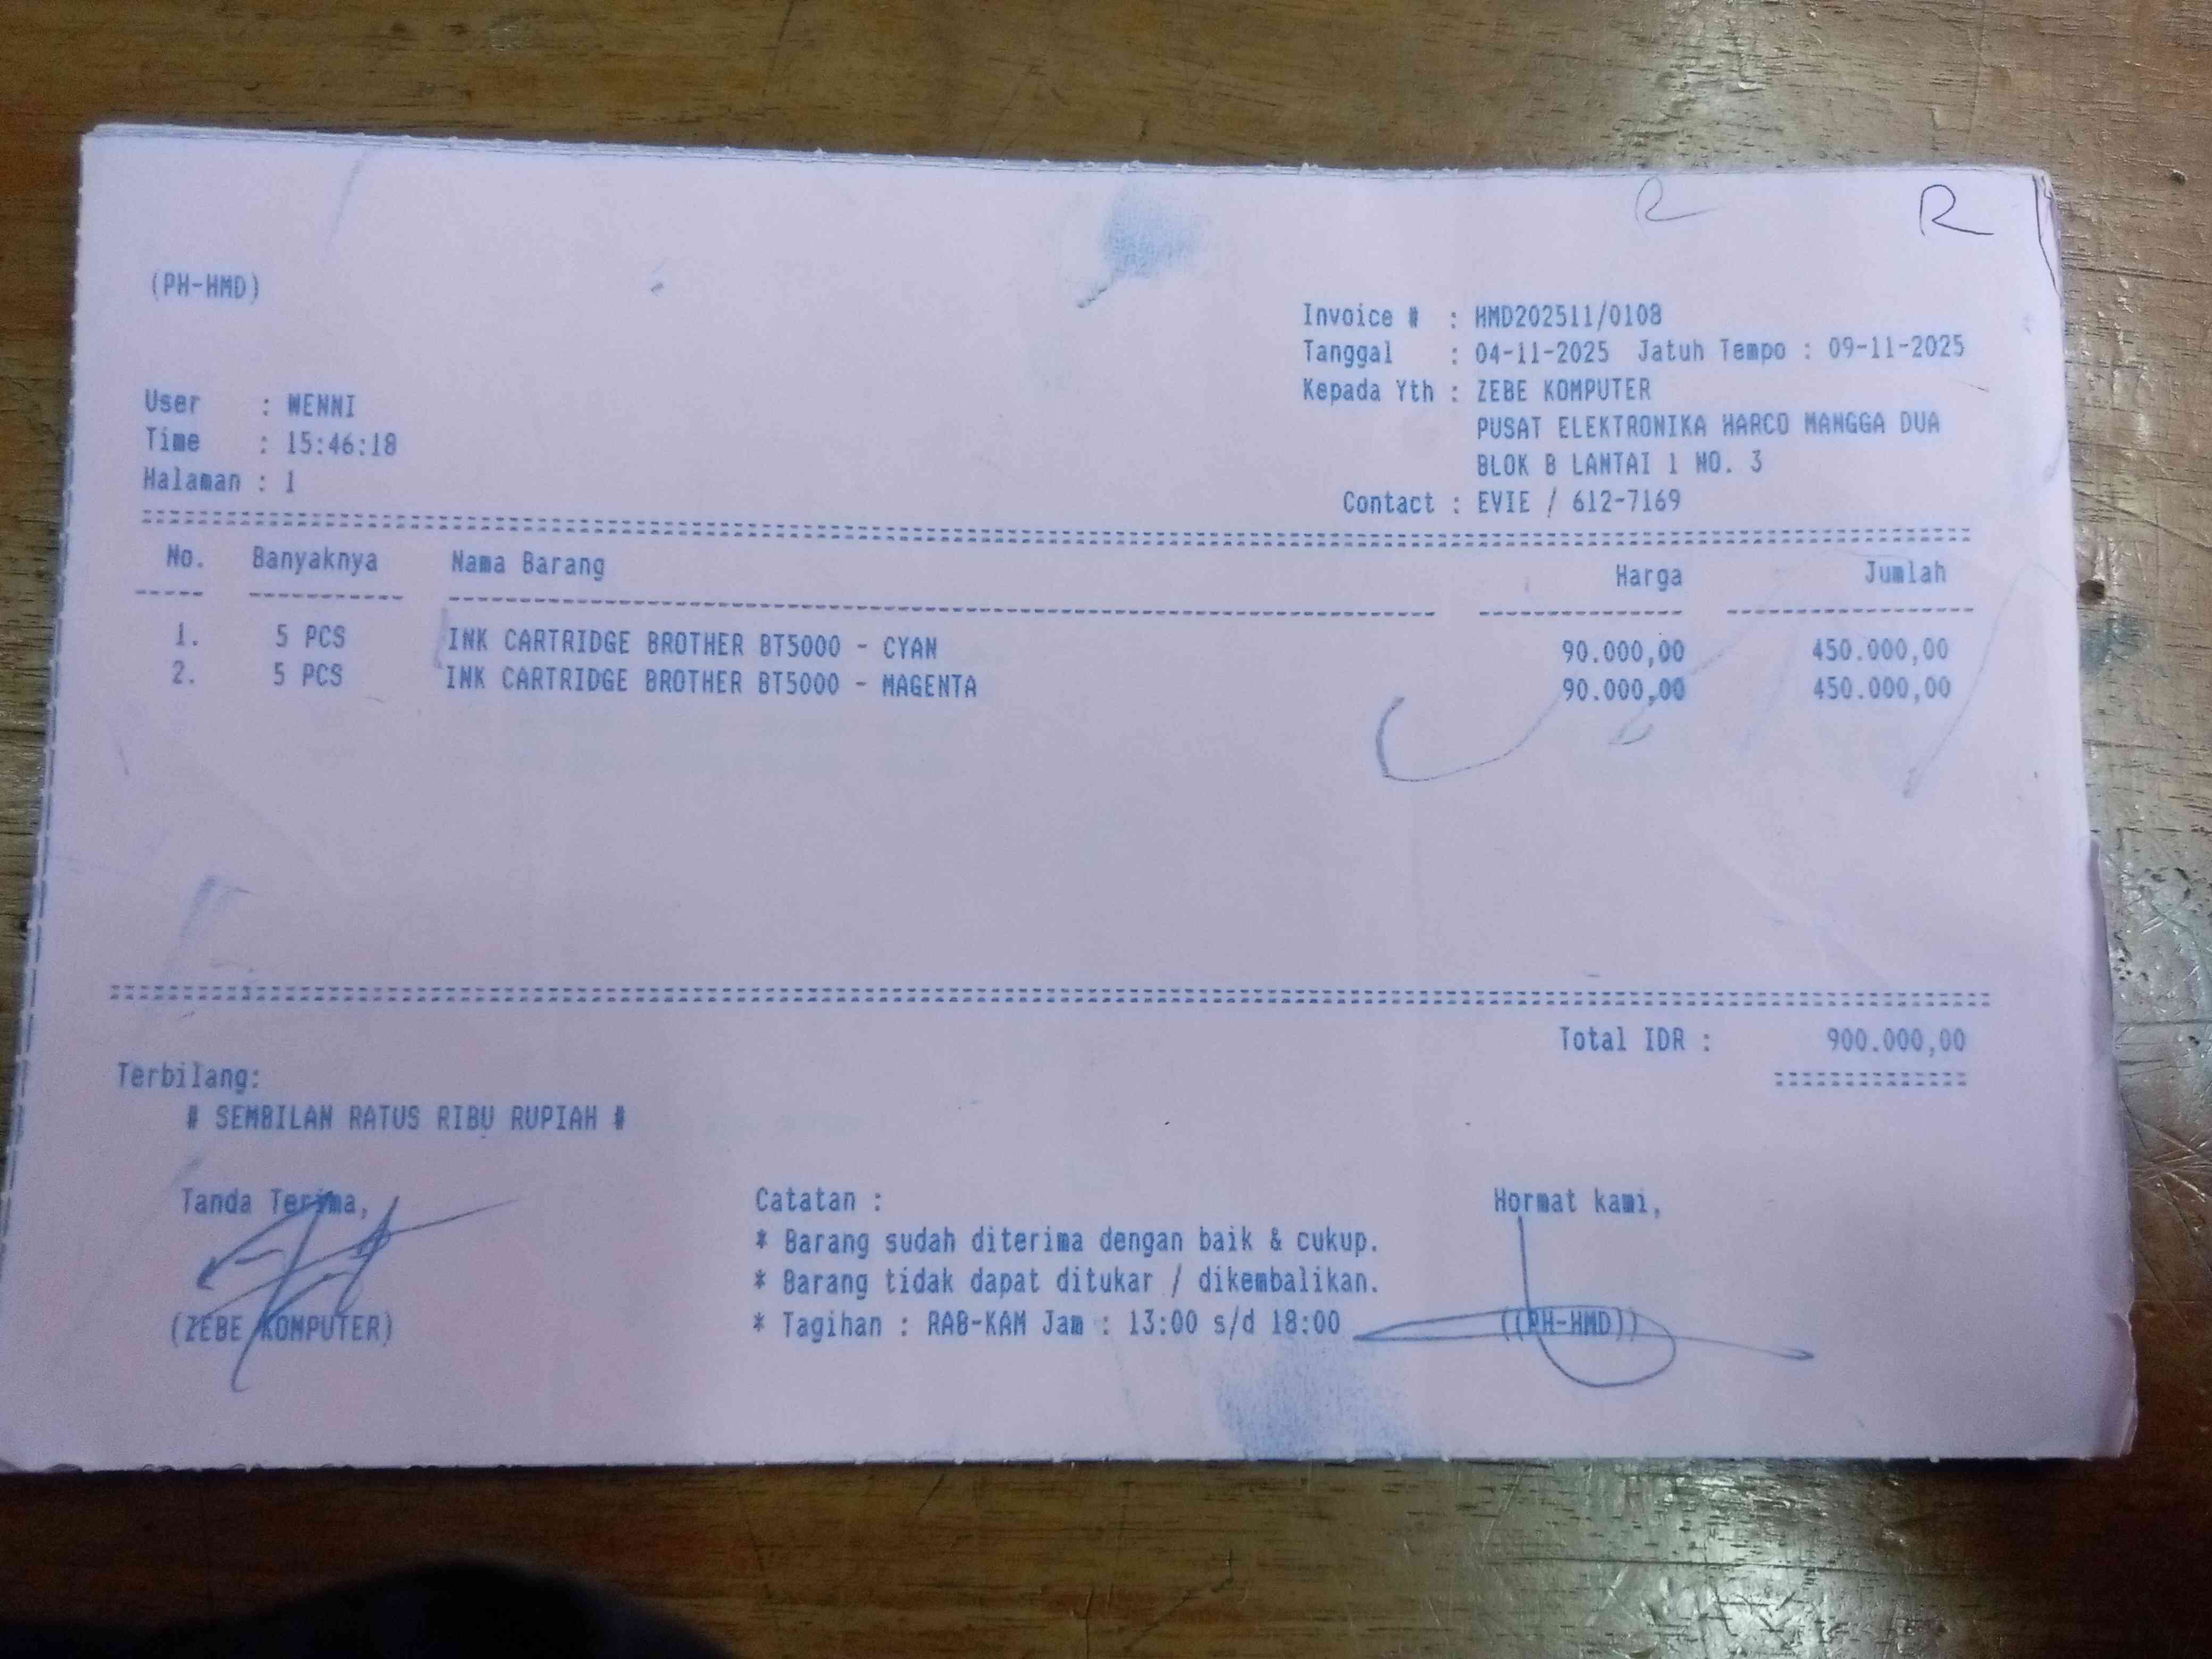 R R
(PH-HMD)
Invoice # : HMD202511/0108
Tanggal : 04-11-2025 Jatuh Tempo : 09-11-2025
Kepada Yth : ZEBE KOMPUTER
PUSAT ELEKTRONIKA HARCO MANGGA DUA
BLOK B LANTAI 1 NO. 3
Contact : EVIE / 612-7169
User : WENNI
Time : 15:46:18
Halaman : 1
No. Banyaknya Nama Barang Harga Jumlah
1. 5 PCS INK CARTRIDGE BROTHER BT5000 - CYAN 90.000,00 450.000,00
2. 5 PCS INK CARTRIDGE BROTHER BT5000 - MAGENTA 90.000,00 450.000,00
Total IDR : 900.000,00
Terbilang:
# SEMBILAN RATUS RIBU RUPIAH #
Tanda Terima,
(ZEBE KOMPUTER)
Catatan :
* Barang sudah diterima dengan baik & cukup.
* Barang tidak dapat ditukar / dikembalikan.
* Tagihan : RAB-KAM Jam : 13:00 s/d 18:00
Hormat kami,
((PH-HMD))